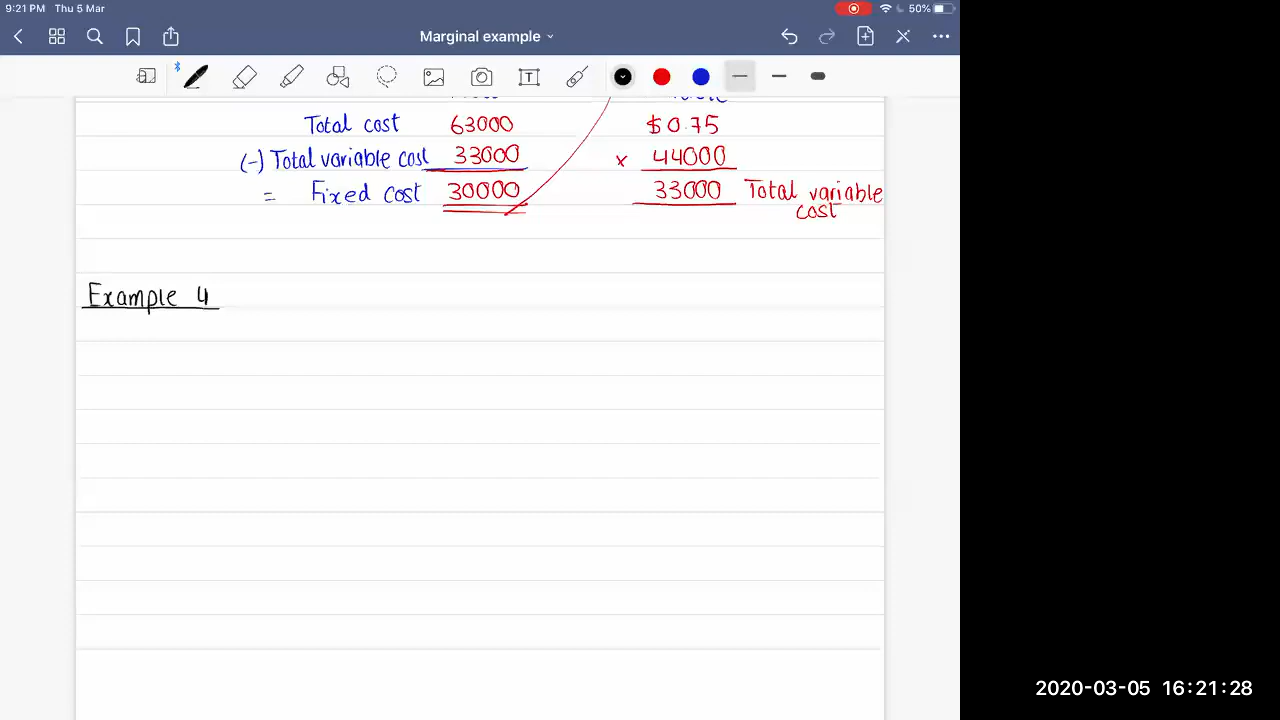 9:21 PM Thu 5 Mar
50%
Marginal example
T
Total cost 63000 $0.75
(-) Total variable cost 33000 x 44000
= Fixed cost 30000 33000 Total variable
cost
Example 4
2020-03-05 16:21:28